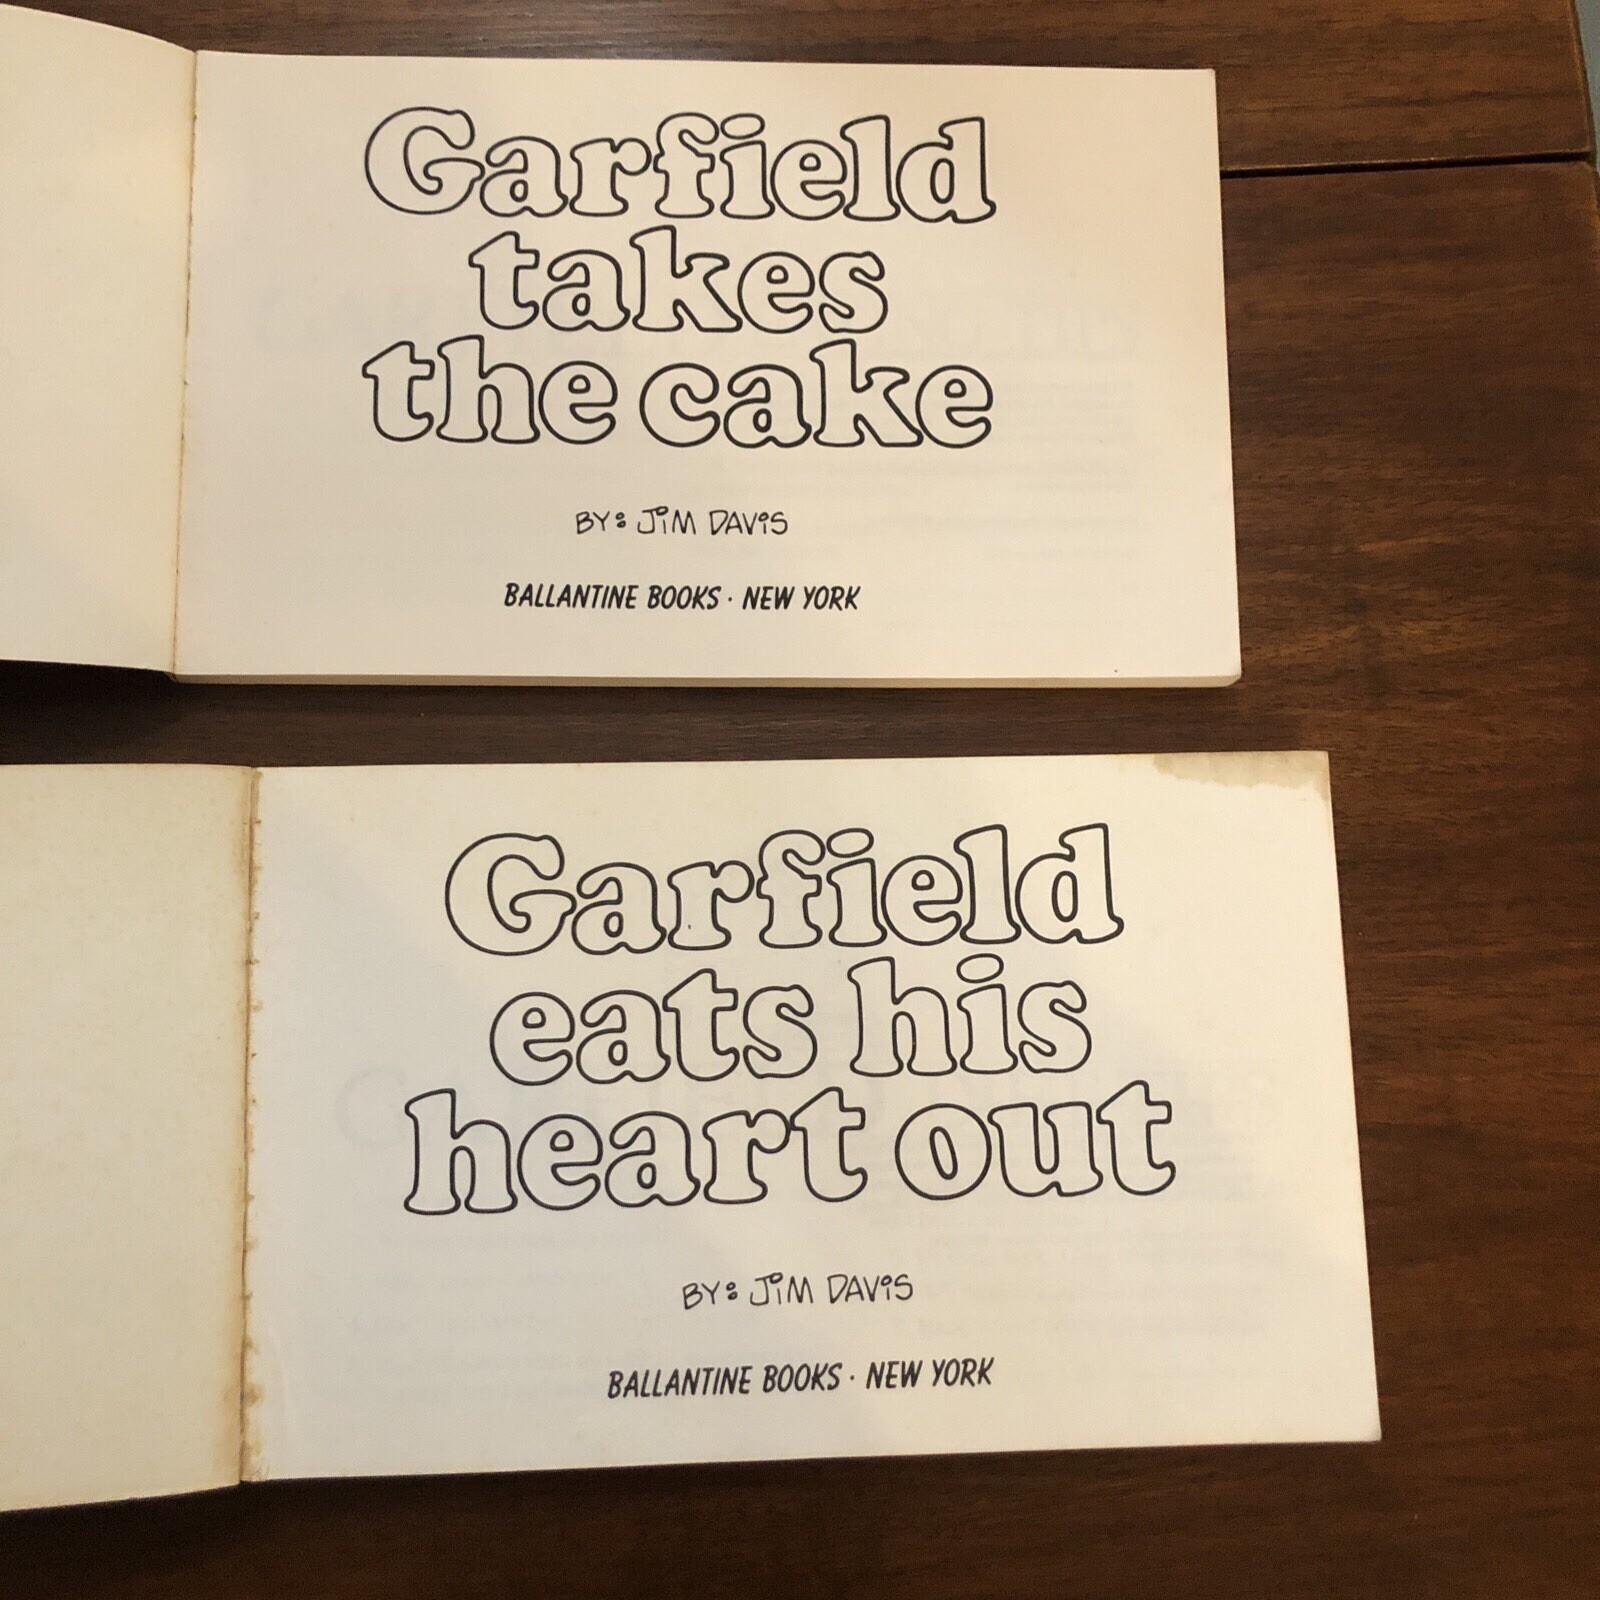 Garfield
takes
the cake
BY: JIM DAVIS
BALLANTINE BOOKS · NEW YORK
Garfield
eats his
heart out
BY: JIM DAVIS
BALLANTINE BOOKS · NEW YORK